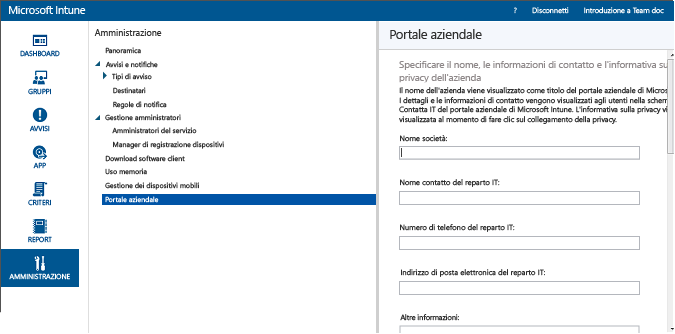 Microsoft Intune
? Disconnetti Introduzione a Team doc
DASHBOARD
GRUPPI
AVVISI
APP
CRITERI
REPORT
AMMINISTRAZIONE
Amministrazione
Panoramica
Avvisi e notifiche
Tipi di avviso
Destinatari
Regole di notifica
Gestione amministratori
Amministratori del servizio
Manager di registrazione dispositivi
Download software client
Uso memoria
Gestione dei dispositivi mobili
Portale aziendale
Portale aziendale
Specificare il nome, le informazioni di contatto e l'informativa su
privacy dell'azienda
Il nome dell'azienda viene visualizzato come titolo del portale aziendale di Micros
I dettagli e le informazioni di contatto vengono visualizzati agli utenti nella schem
Contatta IT del portale aziendale di Microsoft Intune. L'informativa sulla privacy vi
visualizzata al momento di fare clic sul collegamento della privacy.
Nome società:
Nome contatto del reparto IT:
Numero di telefono del reparto IT:
Indirizzo di posta elettronica del reparto IT:
Altre informazioni: